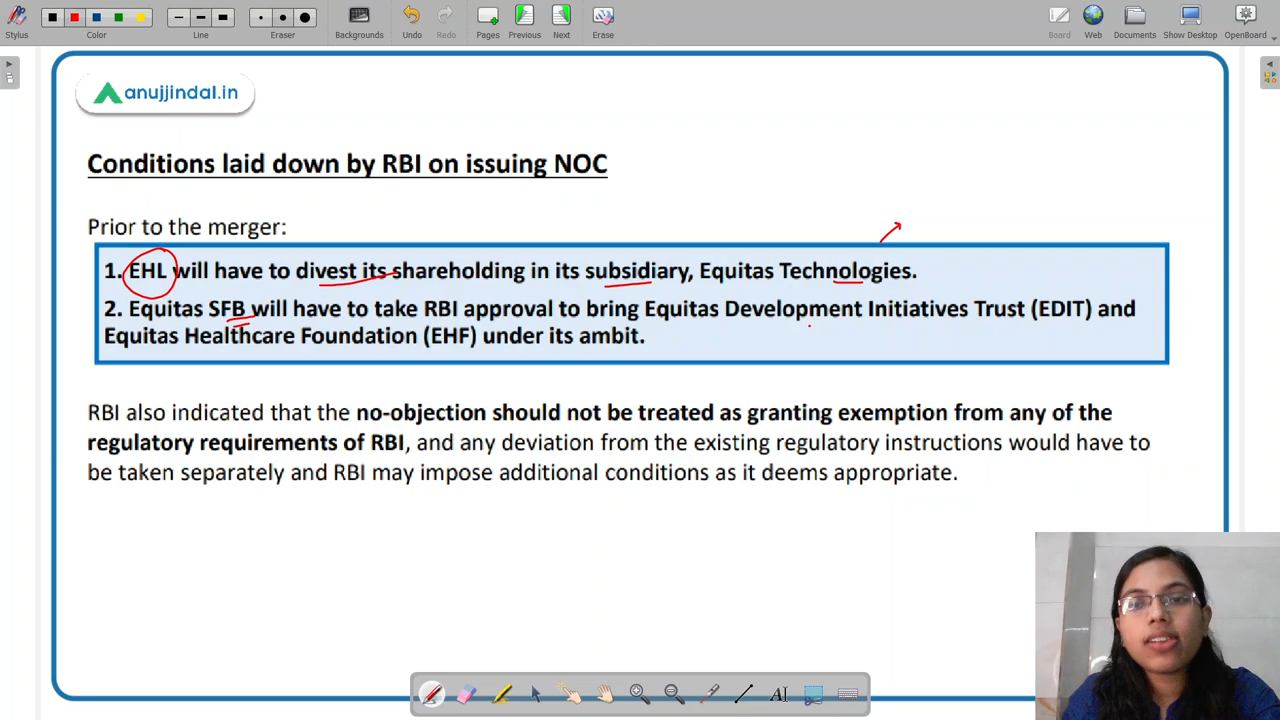 Stylus
Color
Line
Eraser
Backgrounds
Undo
Redo
Pages
Previous
Next
Erase
Board
Web
Documents
Show Desktop
OpenBoard
anujjindal.in
Conditions laid down by RBI on issuing NOC
Prior to the merger:
1. EHL will have to divest its shareholding in its subsidiary, Equitas Technologies.
2. Equitas SFB will have to take RBI approval to bring Equitas Development Initiatives Trust (EDIT) and
Equitas Healthcare Foundation (EHF) under its ambit.
RBI also indicated that the no-objection should not be treated as granting exemption from any of the
regulatory requirements of RBI, and any deviation from the existing regulatory instructions would have to
be taken separately and RBI may impose additional conditions as it deems appropriate.